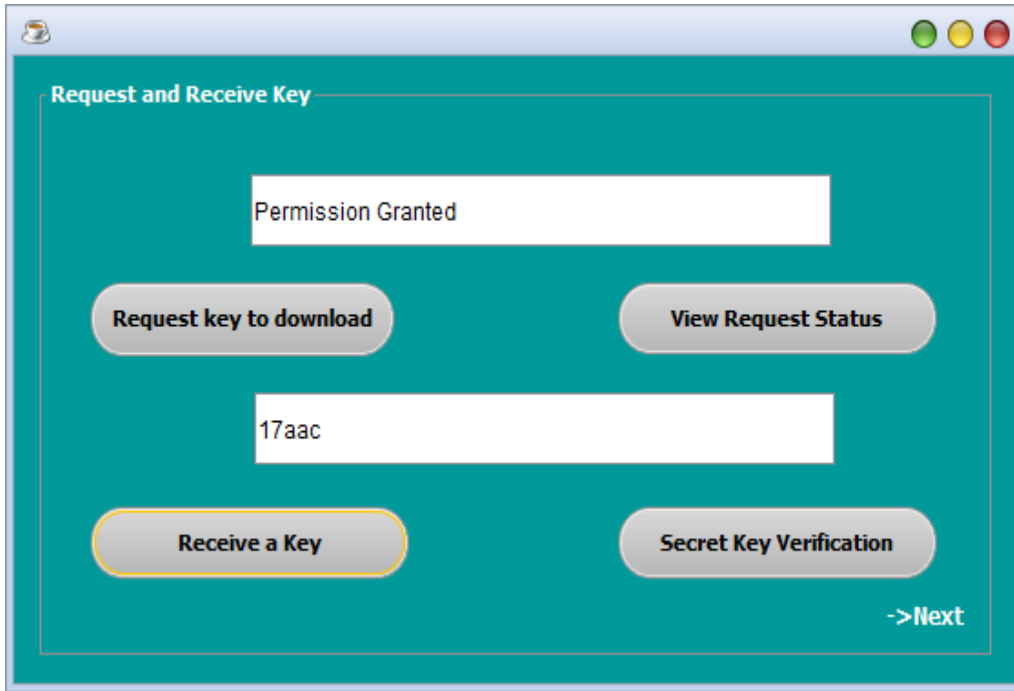 Request and Receive Key
Permission Granted
Request key to download
View Request Status
17aac
Receive a Key
Secret Key Verification
->Next